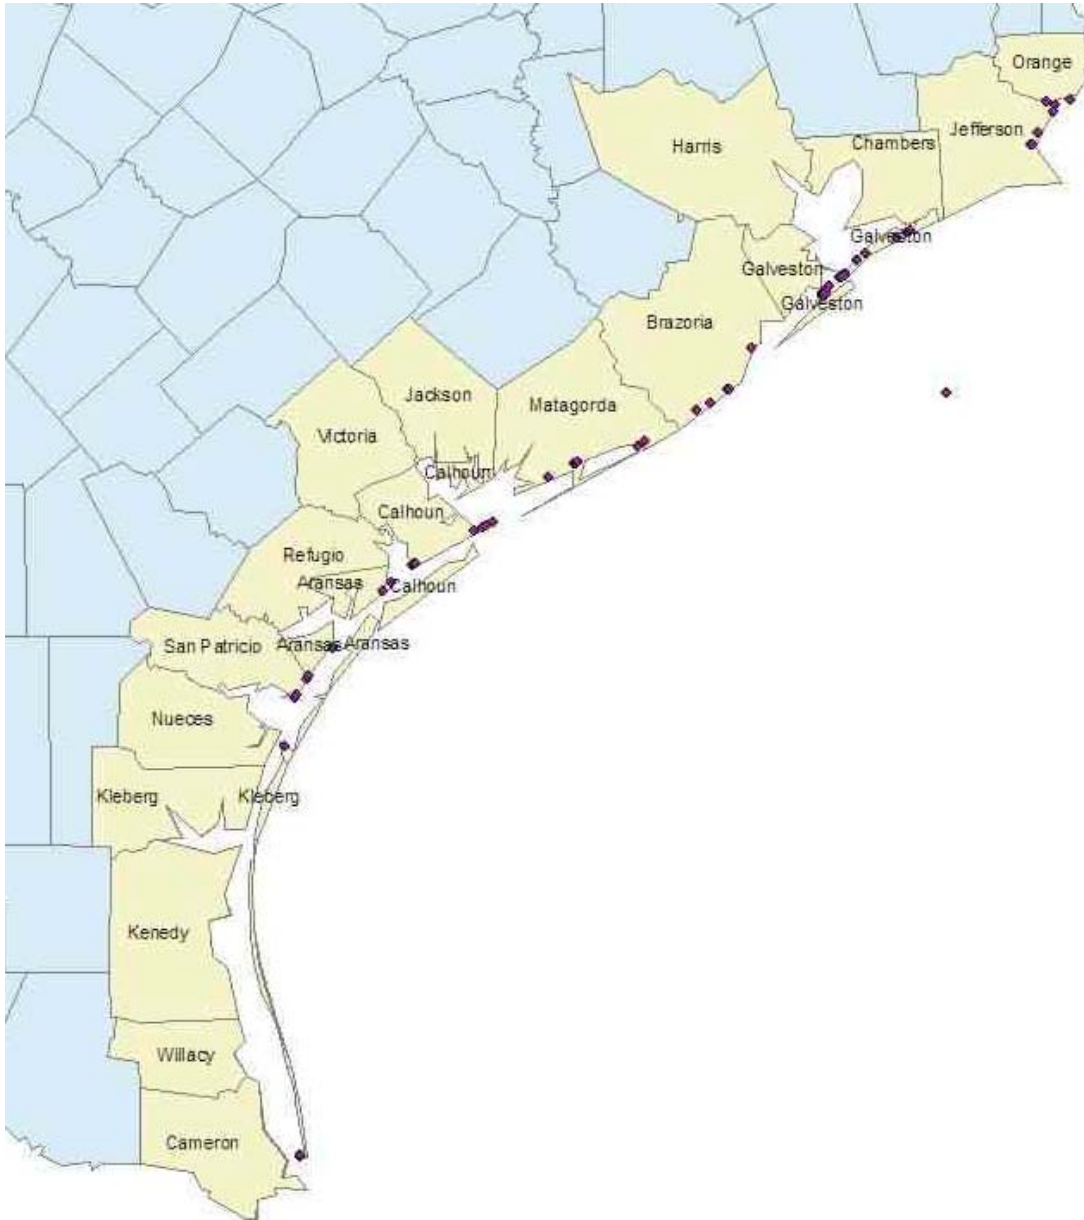 Orange
Jefferson
Chambers
Harris
Galveston
Galveston
Galveston
Brazoria
Jackson
Matagorda
Victoria
Calhoun
Calhoun
Refugio
Aransas
Calhoun
San Patricio
Aransas
Aransas
Nueces
Kleberg
Kleberg
Kenedy
Willacy
Cameron